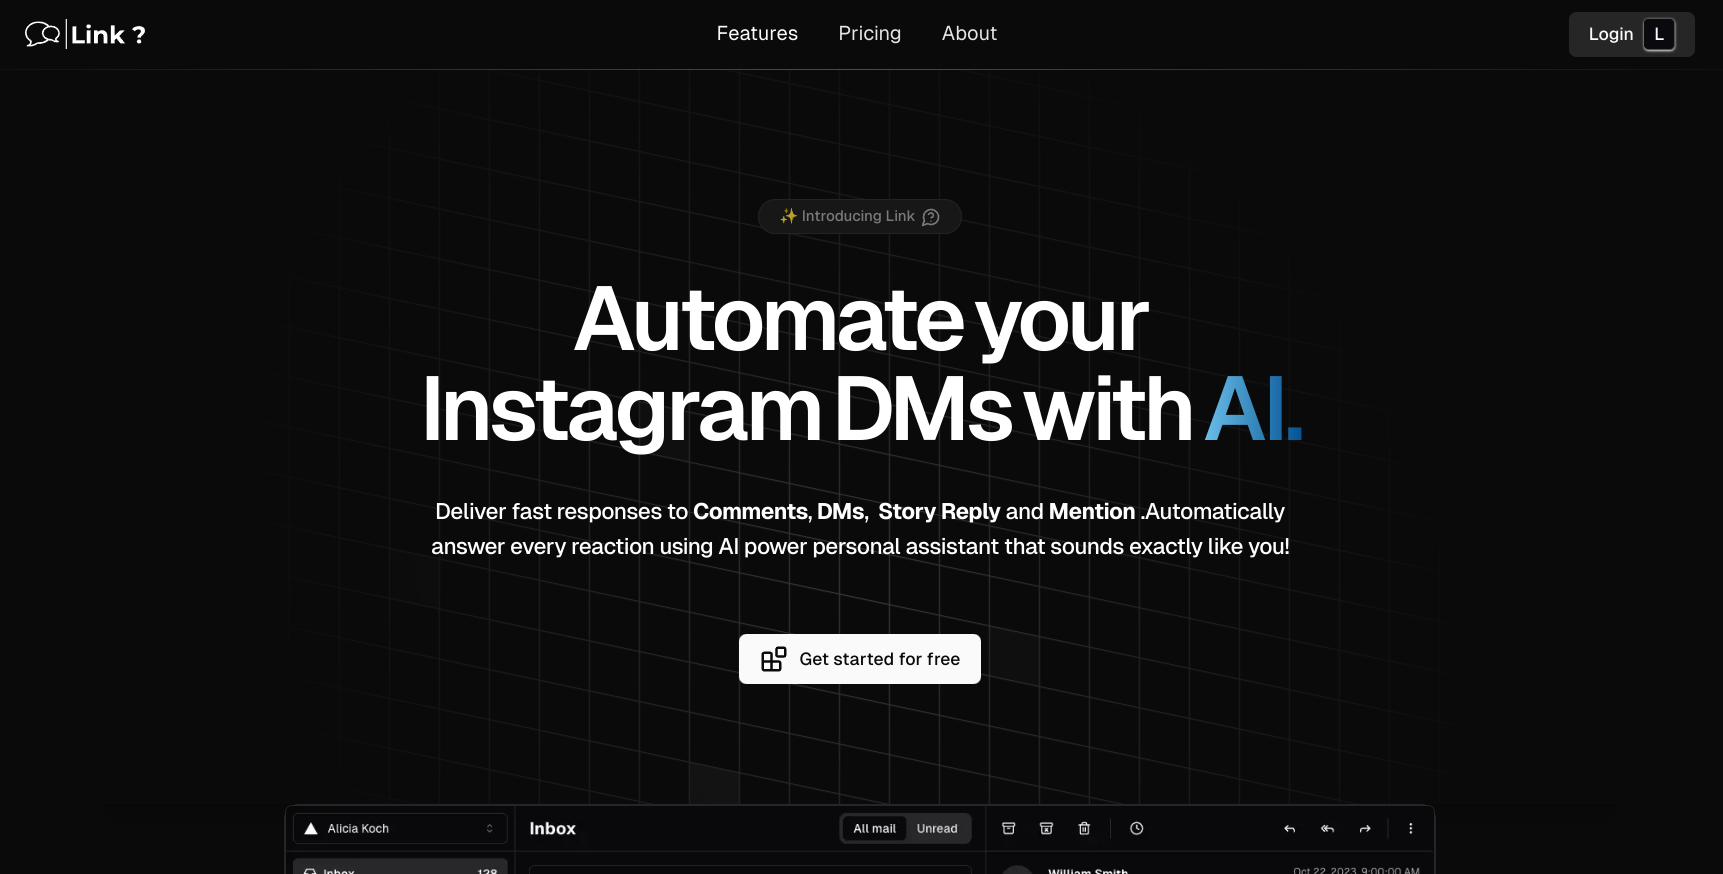 Link ?
Features
Pricing
About
Login L
✨ Introducing Link
Automate your
Instagram DMs with AI.
Deliver fast responses to Comments, DMs,  Story Reply and Mention .Automatically
answer every reaction using AI power personal assistant that sounds exactly like you!
Get started for free
Alicia Koch
Inbox
All mail
Unread
Inbox
128
William Smith
Oct 22, 2023, 9:00:00 AM